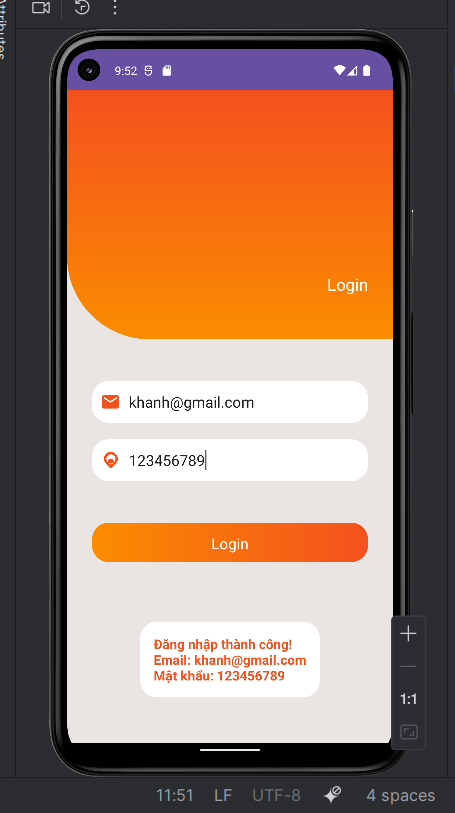 Attributes
9:52
Login
khanh@gmail.com
123456789
Login
Đăng nhập thành công!
Email: khanh@gmail.com
Mật khẩu: 123456789
1:1
11:51 LF UTF-8 4 spaces